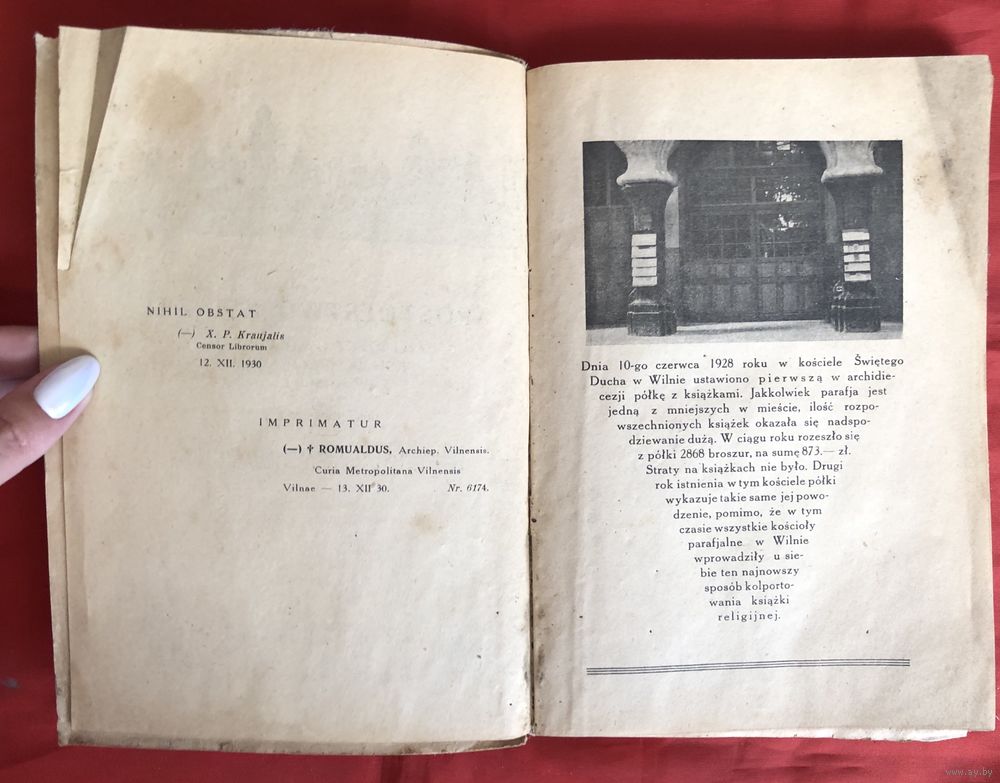 NIHIL OBSTAT
(—) X. P. Kraujalis
Censor Librorum
12. XII. 1930
IMPRIMATUR
(—) † ROMUALDUS, Archiep. Vilnensis.
Curia Metropolitana Vilnensis
Vilnae — 13. XII 30. Nr. 6174.
Dnia 10-go czerwca 1928 roku w kościele Świętego
Ducha w Wilnie ustawiono pierwszą w archidie-
cezji półkę z książkami. Jakkolwiek parafja jest
jedną z mniejszych w mieście, ilość rozpo-
wszechnionych książek okazała się nadspo-
dziewanie dużą. W ciągu roku rozeszło się
z półki 2868 broszur, na sumę 873.— zł.
Straty na książkach nie było. Drugi
rok istnienia w tym kościele półki
wykazuje takie same jej powo-
dzenie, pomimo, że w tym
czasie wszystkie kościoły
parafjalne w Wilnie
wprowadziły u sie-
bie ten najnowszy
sposób kolporto-
wania książki
religijnej.
www.ay.by